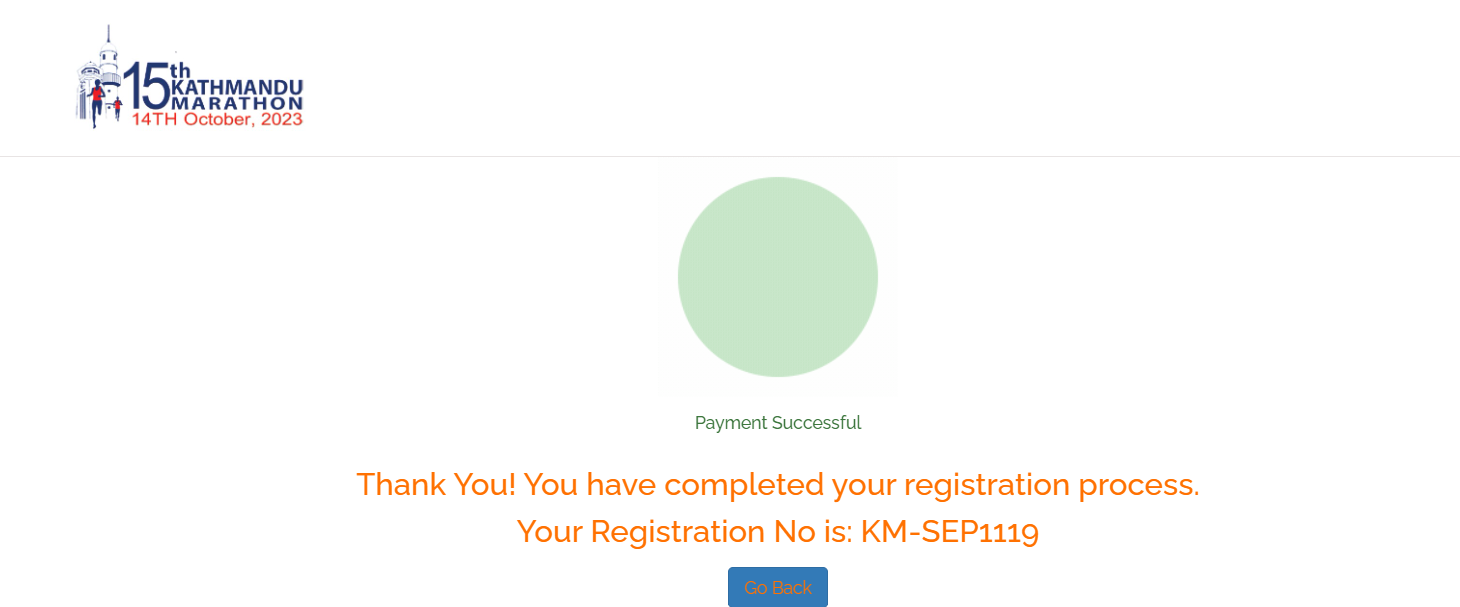 15th
KATHMANDU
MARATHON
14TH October, 2023
Payment Successful
Thank You! You have completed your registration process.
Your Registration No is: KM-SEP1119
Go Back